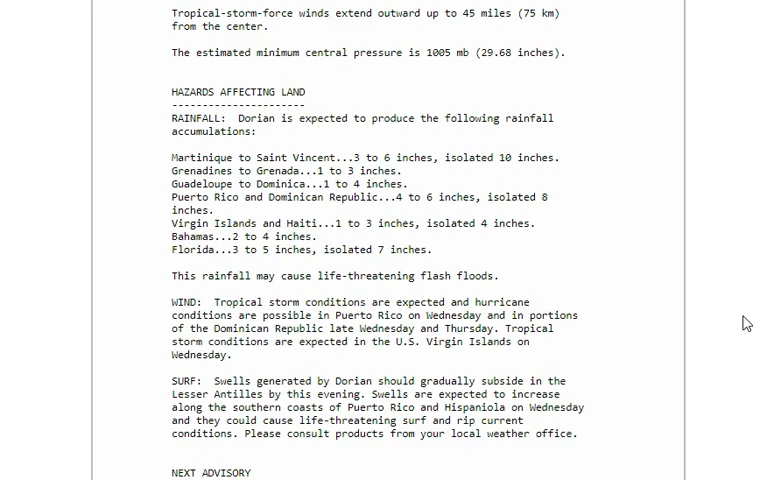 Tropical-storm-force winds extend outward up to 45 miles (75 km)
from the center.
The estimated minimum central pressure is 1005 mb (29.68 inches).
HAZARDS AFFECTING LAND
----------------------
RAINFALL:  Dorian is expected to produce the following rainfall
accumulations:
Martinique to Saint Vincent...3 to 6 inches, isolated 10 inches.
Grenadines to Grenada...1 to 3 inches.
Guadeloupe to Dominica...1 to 4 inches.
Puerto Rico and Dominican Republic...4 to 6 inches, isolated 8
inches.
Virgin Islands and Haiti...1 to 3 inches, isolated 4 inches.
Bahamas...2 to 4 inches.
Florida...3 to 5 inches, isolated 7 inches.
This rainfall may cause life-threatening flash floods.
WIND:  Tropical storm conditions are expected and hurricane
conditions are possible in Puerto Rico on Wednesday and in portions
of the Dominican Republic late Wednesday and Thursday. Tropical
storm conditions are expected in the U.S. Virgin Islands on
Wednesday.
SURF:  Swells generated by Dorian should gradually subside in the
Lesser Antilles by this evening. Swells are expected to increase
along the southern coasts of Puerto Rico and Hispaniola on Wednesday
and they could cause life-threatening surf and rip current
conditions. Please consult products from your local weather office.
NEXT ADVISORY